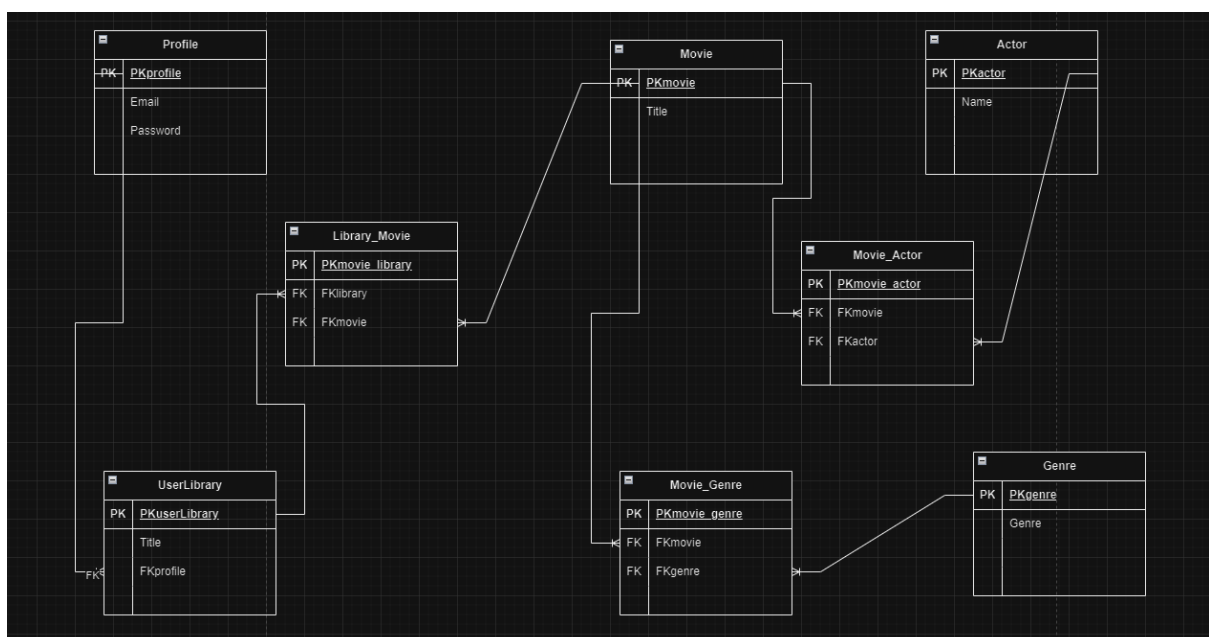 Profile
PK PKprofile
Email
Password
Movie
PK PKmovie
Title
Actor
PK PKactor
Name
Library_Movie
PK PKmovie_library
FK FKlibrary
FK FKmovie
Movie_Actor
PK PKmovie_actor
FK FKmovie
FK FKactor
UserLibrary
PK PKuserLibrary
Title
FK FKprofile
Movie_Genre
PK PKmovie_genre
FK FKmovie
FK FKgenre
Genre
PK PKgenre
Genre